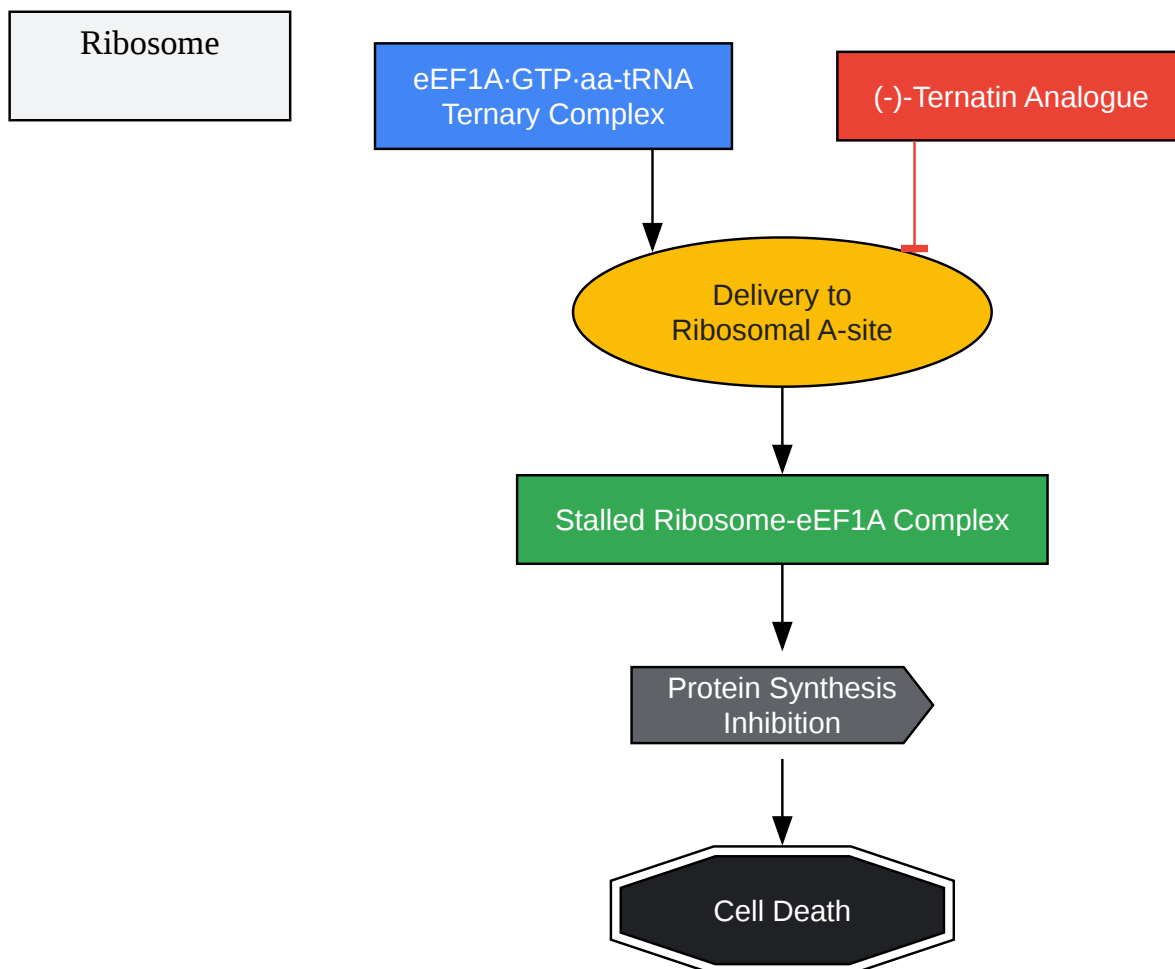 Ribosome
eEF1A·GTP·aa-tRNA
Ternary Complex
(-)-Ternatin Analogue
Delivery to
Ribosomal A-site
Stalled Ribosome-eEF1A Complex
Protein Synthesis
Inhibition
Cell Death